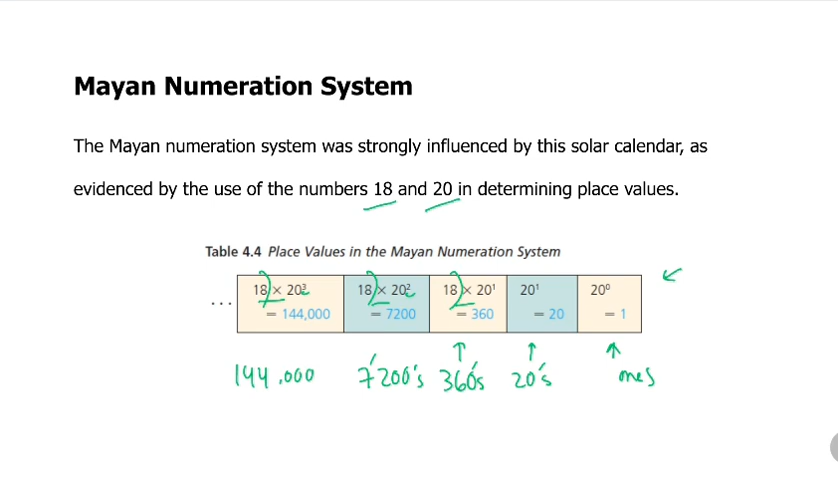 Mayan Numeration System
The Mayan numeration system was strongly influenced by this solar calendar, as
evidenced by the use of the numbers 18 and 20 in determining place values.
Table 4.4 Place Values in the Mayan Numeration System
... 18 × 20³ 18 × 20² 18 × 20¹ 20¹ 20⁰
= 144,000 = 7200 = 360 = 20 = 1
144,000 7200's 360's 20's ones